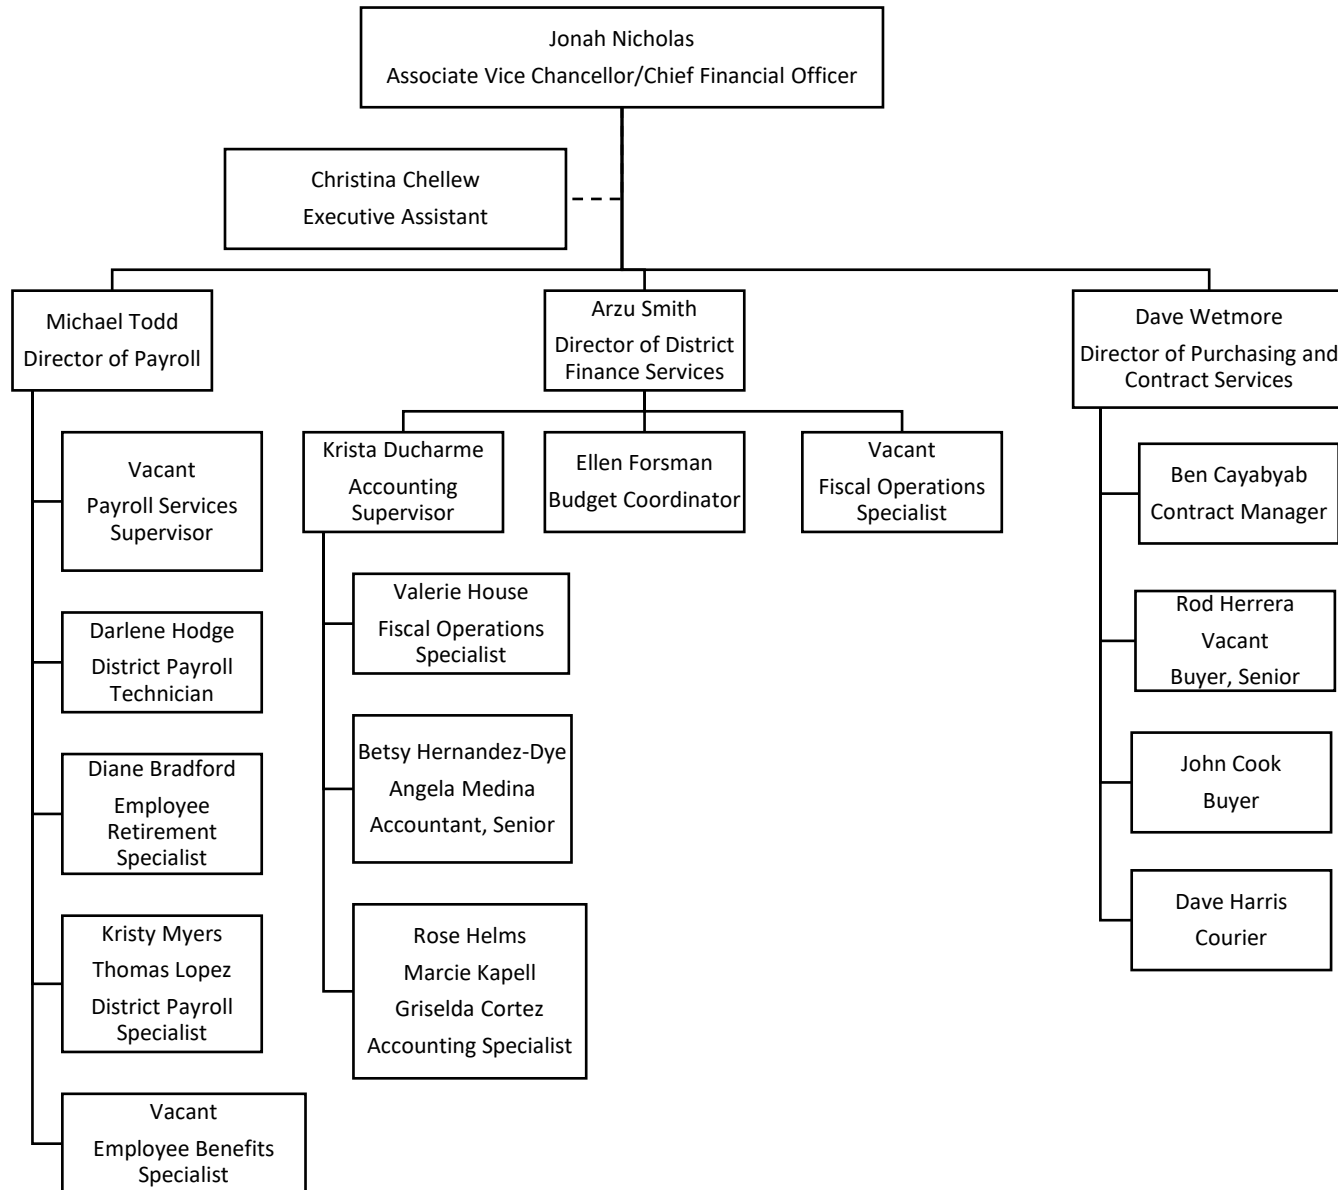 Jonah Nicholas
Associate Vice Chancellor/Chief Financial Officer
Christina Chellew
Executive Assistant
Michael Todd
Director of Payroll
Vacant
Payroll Services
Supervisor
Darlene Hodge
District Payroll
Technician
Diane Bradford
Employee
Retirement
Specialist
Kristy Myers
Thomas Lopez
District Payroll
Specialist
Vacant
Employee Benefits
Specialist
Arzu Smith
Director of District
Finance Services
Krista Ducharme
Accounting
Supervisor
Valerie House
Fiscal Operations
Specialist
Betsy Hernandez-Dye
Angela Medina
Accountant, Senior
Rose Helms
Marcie Kapell
Griselda Cortez
Accounting Specialist
Ellen Forsman
Budget Coordinator
Vacant
Fiscal Operations
Specialist
Dave Wetmore
Director of Purchasing and
Contract Services
Ben Cayabyab
Contract Manager
Rod Herrera
Vacant
Buyer, Senior
John Cook
Buyer
Dave Harris
Courier